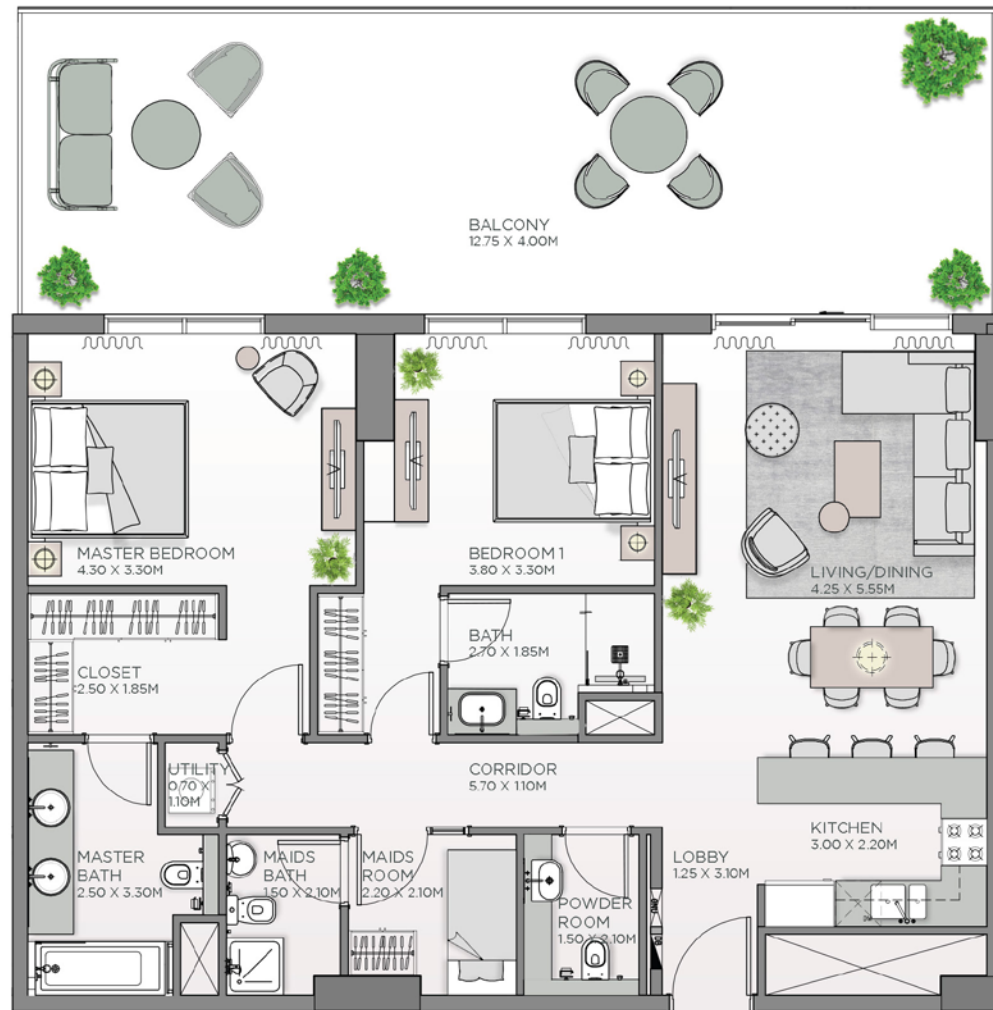 BALCONY
12.75 X 4.00M
MASTER BEDROOM
4.30 X 3.30M
BEDROOM 1
3.80 X 3.30M
LIVING/DINING
4.25 X 5.55M
CLOSET
2.50 X 1.85M
BATH
2.70 X 1.85M
UTILITY
0.70 X
1.10M
CORRIDOR
5.70 X 1.10M
KITCHEN
3.00 X 2.20M
MASTER
BATH
2.50 X 3.30M
MAIDS
BATH
1.50 X 2.10M
MAIDS
ROOM
2.20 X 2.10M
POWDER
ROOM
1.50 X 2.10M
LOBBY
1.25 X 3.10M
DB